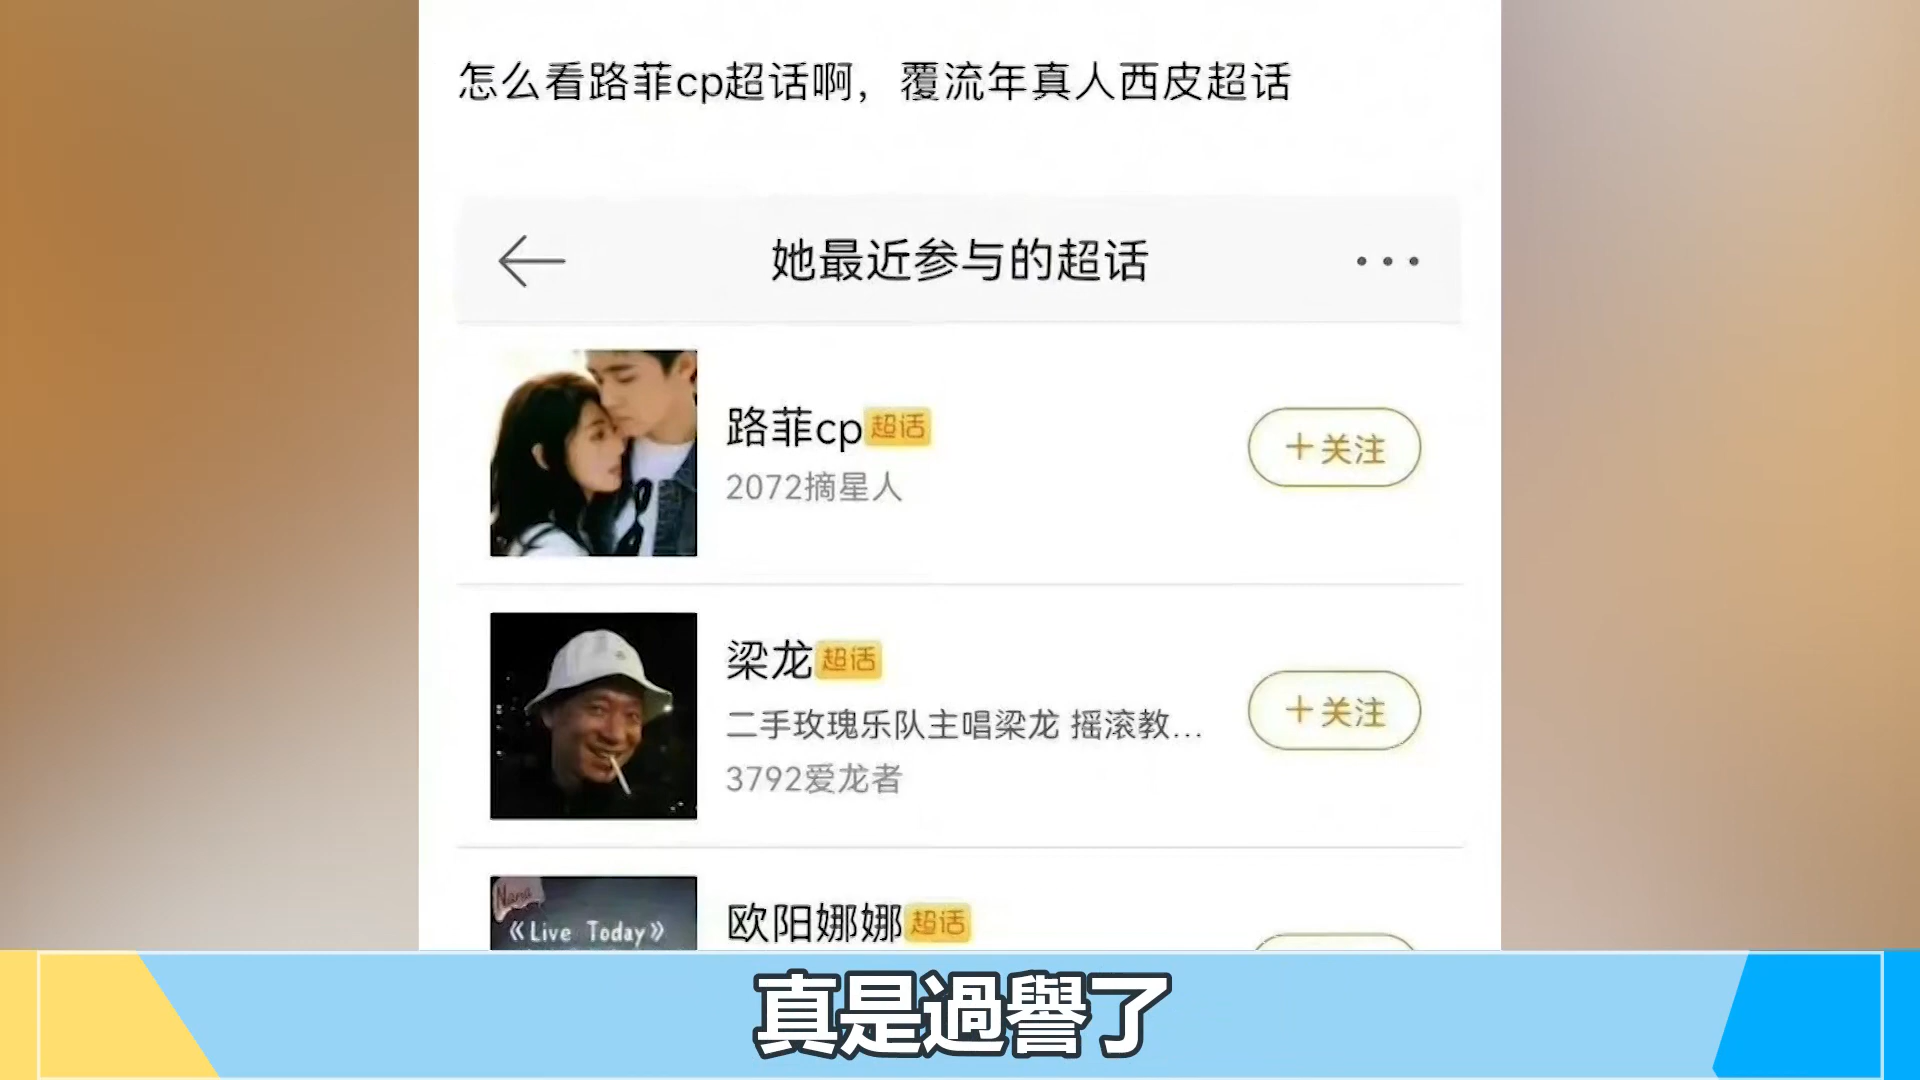 怎么看路菲cp超话啊，覆流年真人西皮超话
她最近参与的超话
路菲cp超话
2072摘星人
＋关注
梁龙超话
二手玫瑰乐队主唱梁龙 摇滚教...
3792爱龙者
＋关注
Nana
《Live Today》
欧阳娜娜超话
真是過譽了